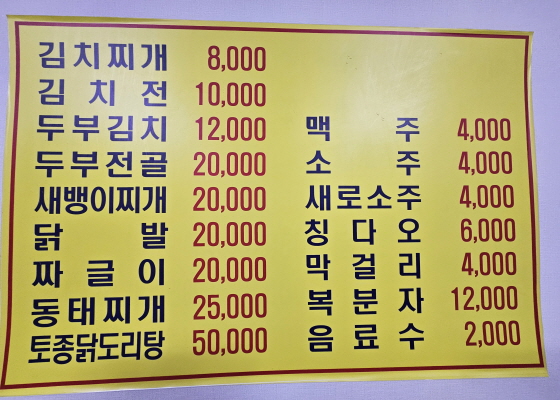 김치찌개 8,000
김치전 10,000
두부김치 12,000
두부전골 20,000
새뱅이찌개 20,000
닭발 20,000
짜글이 20,000
동태찌개 25,000
토종닭도리탕 50,000
맥주 4,000
소주 4,000
새로소주 4,000
칭다오 6,000
막걸리 4,000
복분자 12,000
음료수 2,000